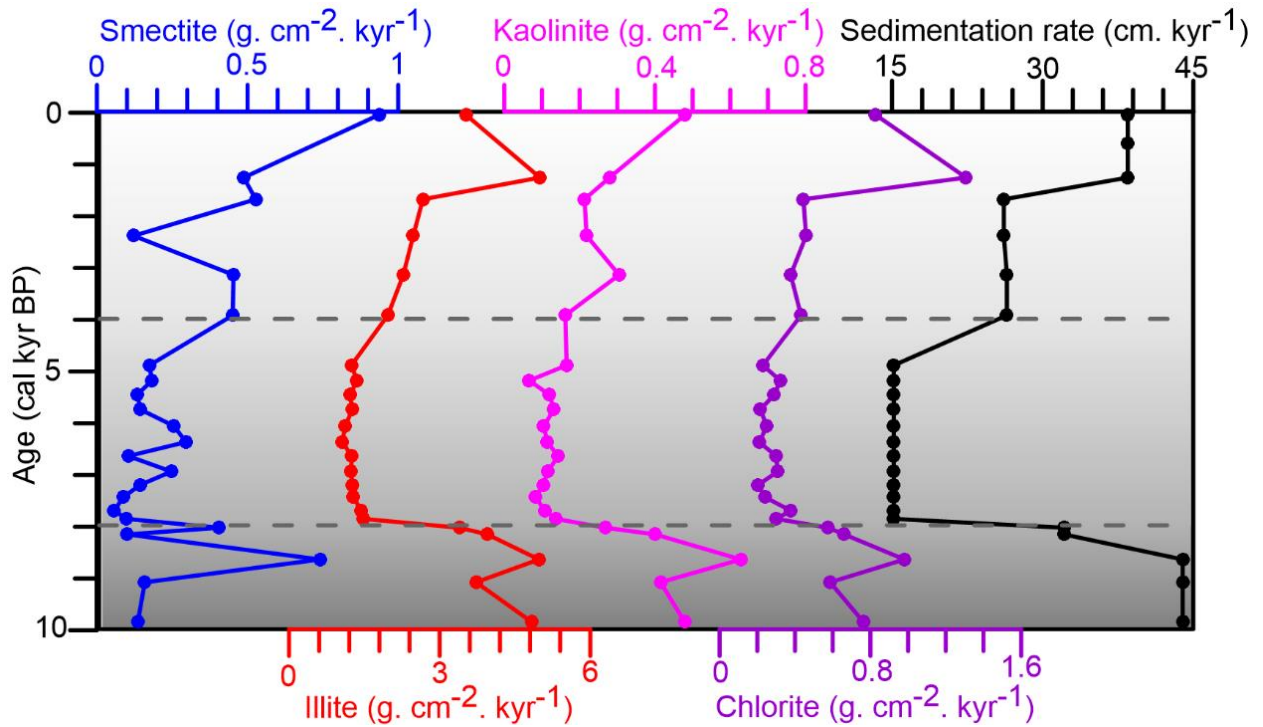 Smectite (g. cm-2. kyr-1) Kaolinite (g. cm-2. kyr-1) Sedimentation rate (cm. kyr-1)
0 0.5 1 0 0.4 0.8 15 30 45
0
5
10
Age (cal kyr BP)
0 3 6 0 0.8 1.6
Illite (g. cm-2. kyr-1) Chlorite (g. cm-2. kyr-1)